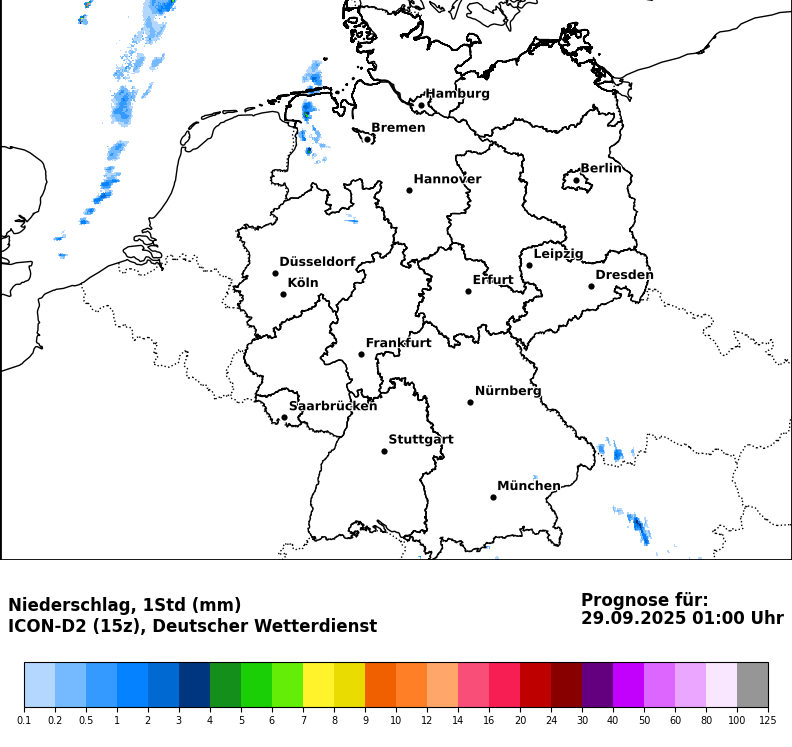 Hamburg
Bremen
Berlin
Hannover
Leipzig
Düsseldorf
Dresden
Köln
Erfurt
Frankfurt
Nürnberg
Saarbrücken
Stuttgart
München
Niederschlag, 1Std (mm)
ICON-D2 (15z), Deutscher Wetterdienst
Prognose für:
29.09.2025 01:00 Uhr
0.1 0.2 0.5 1 2 3 4 5 6 7 8 9 10 12 14 16 20 24 30 40 50 60 80 100 125